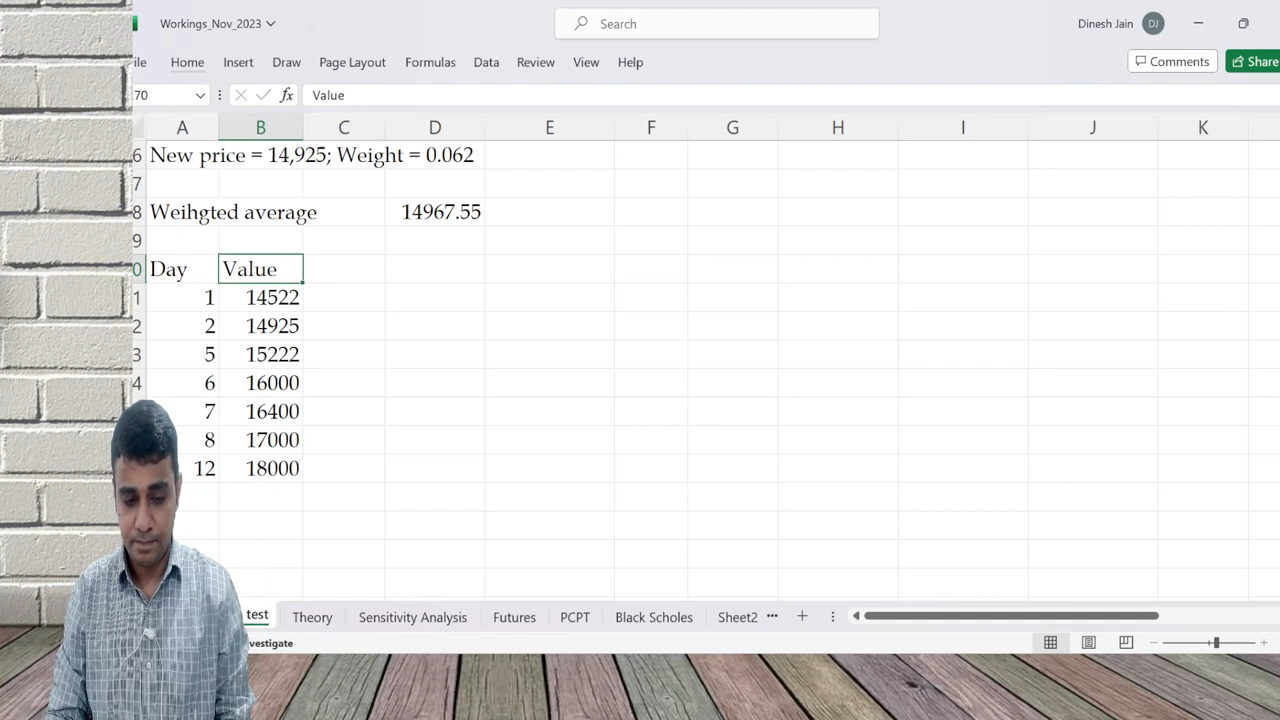 Workings_Nov_2023
Search
Dinesh Jain DJ
ile Home Insert Draw Page Layout Formulas Data Review View Help Comments Share
70 fx Value
A B C D E F G H I J K
6 New price = 14,925; Weight = 0.062
7
8 Weihgted average 14967.55
9
0 Day Value
1 1 14522
2 2 14925
3 5 15222
4 6 16000
7 16400
8 17000
12 18000
test Theory Sensitivity Analysis Futures PCPT Black Scholes Sheet2
vestigate